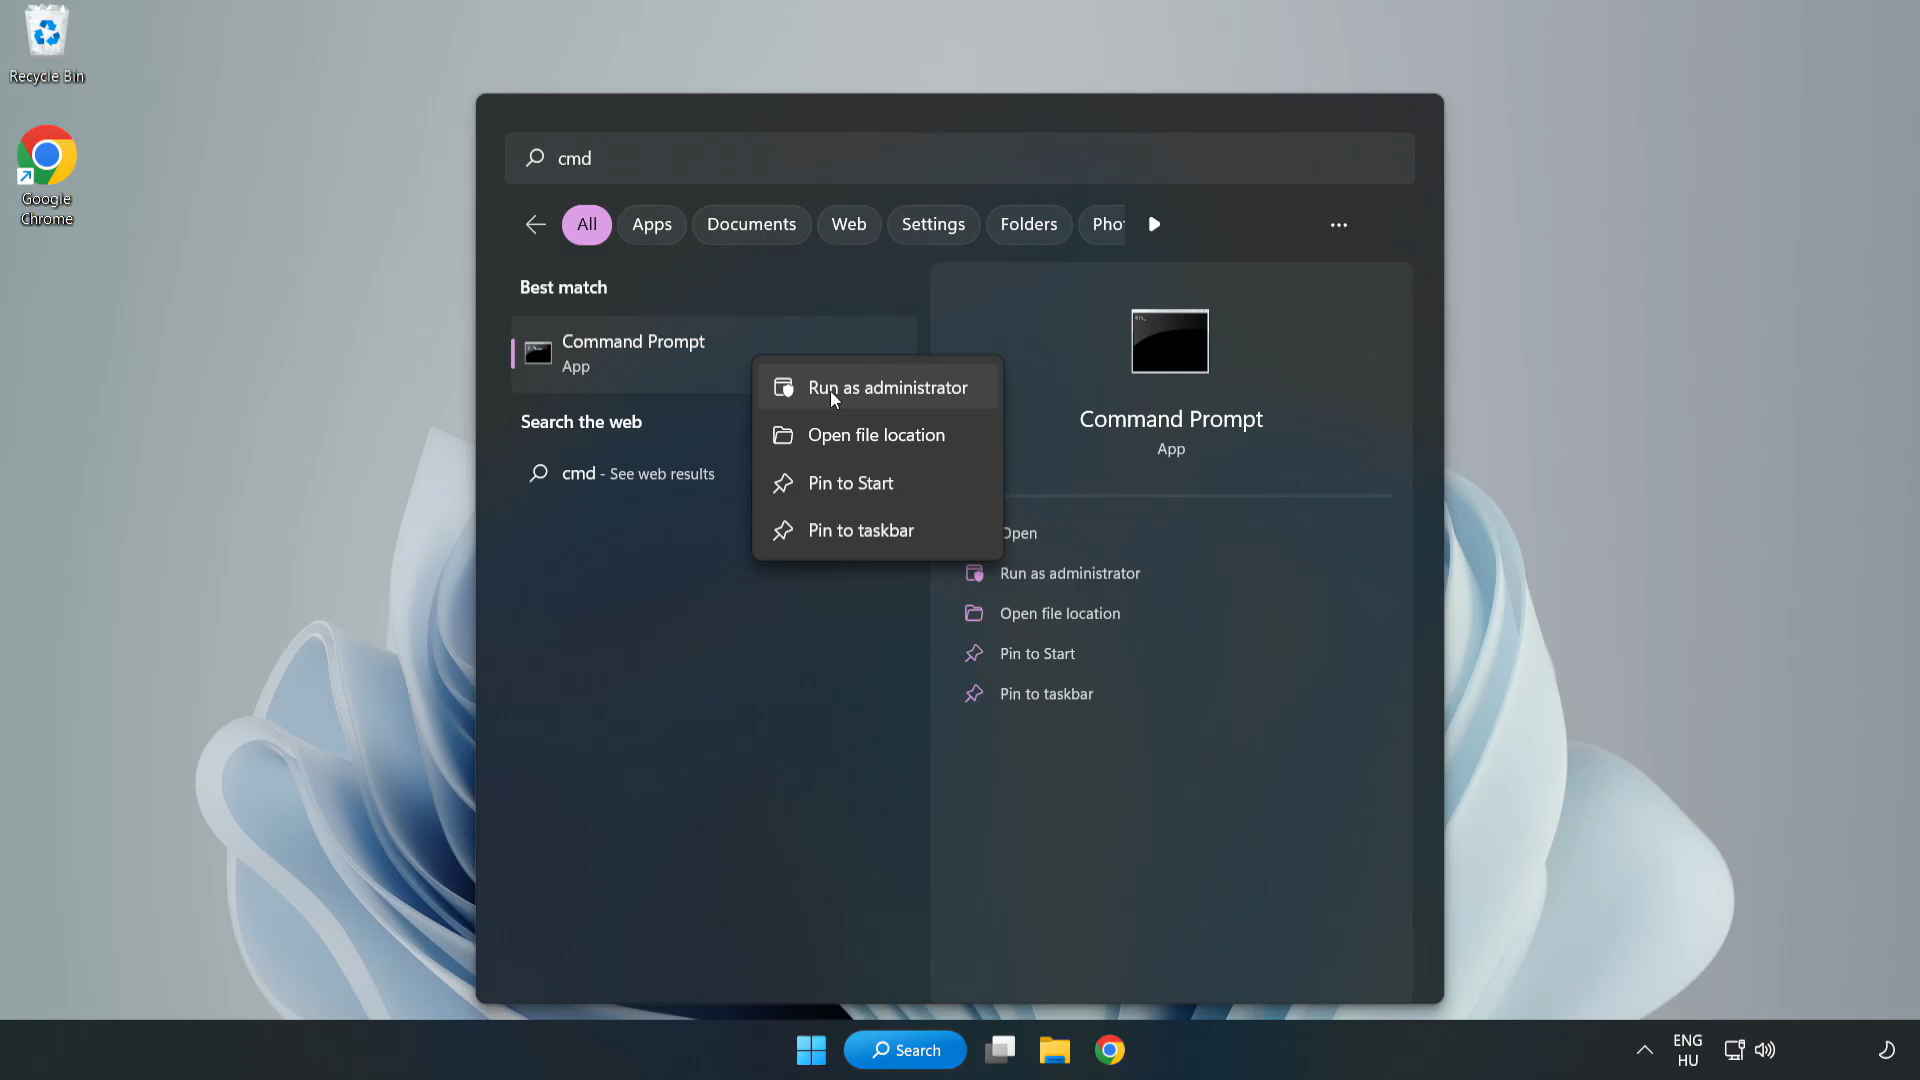 Recycle Bin
Google
Chrome
cmd
All
Apps
Documents
Web
Settings
Folders
Pho
Best match
Command Prompt
App
Search the web
cmd - See web results
Run as administrator
Open file location
Pin to Start
Pin to taskbar
Command Prompt
App
Open
Run as administrator
Open file location
Pin to Start
Pin to taskbar
Search
ENG
HU